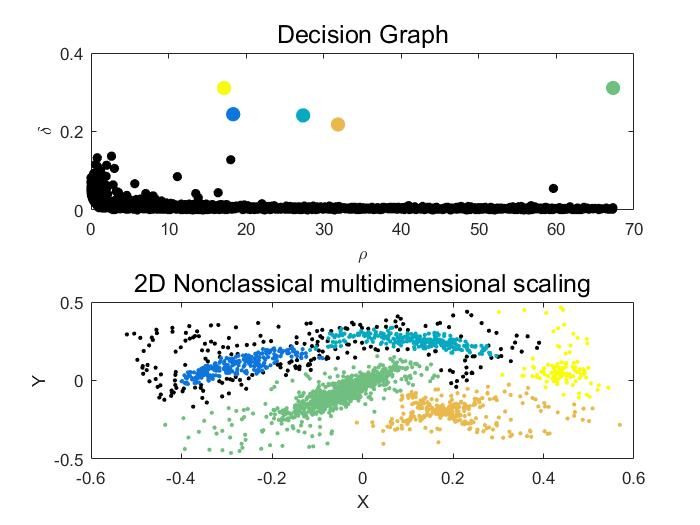 Decision Graph
0.4
0.2
0
δ
0 10 20 30 40 50 60 70
ρ
2D Nonclassical multidimensional scaling
0.5
0
-0.5
Y
-0.6 -0.4 -0.2 0 0.2 0.4 0.6
X